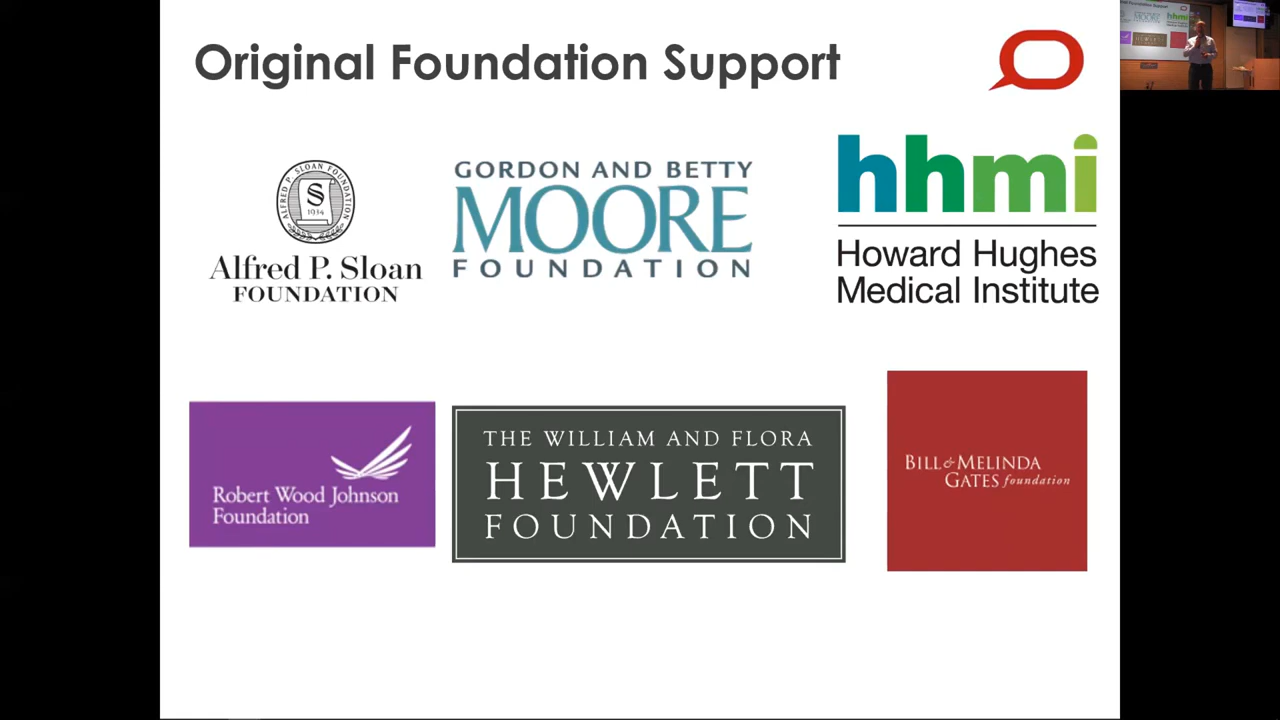 Original Foundation Support
ALFRED P. SLOAN FOUNDATION
S
1934
Alfred P. Sloan
FOUNDATION
GORDON AND BETTY
MOORE
FOUNDATION
hhmi
Howard Hughes
Medical Institute
Robert Wood Johnson
Foundation
THE WILLIAM AND FLORA
HEWLETT
FOUNDATION
BILL & MELINDA
GATES foundation
hhmi